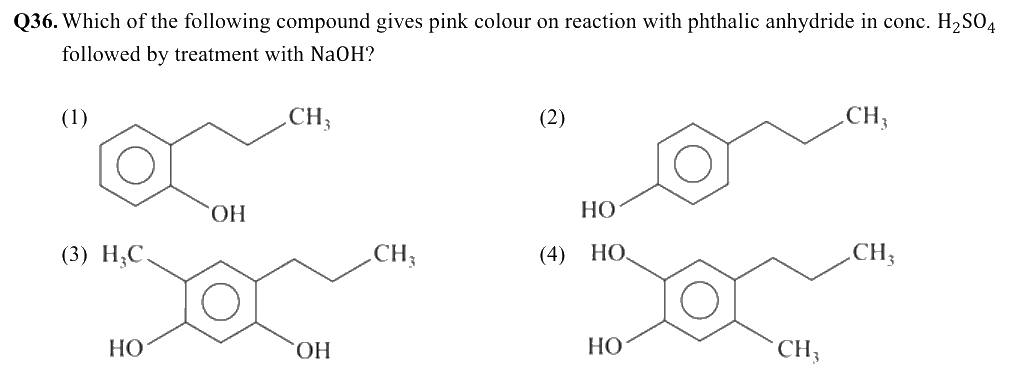 Q36. Which of the following compound gives pink colour on reaction with phthalic anhydride in conc. H₂SO₄
followed by treatment with NaOH?
(1) CH₃
OH
(2) CH₃
HO
(3) H₃C CH₃
HO OH
(4) HO CH₃
HO CH₃